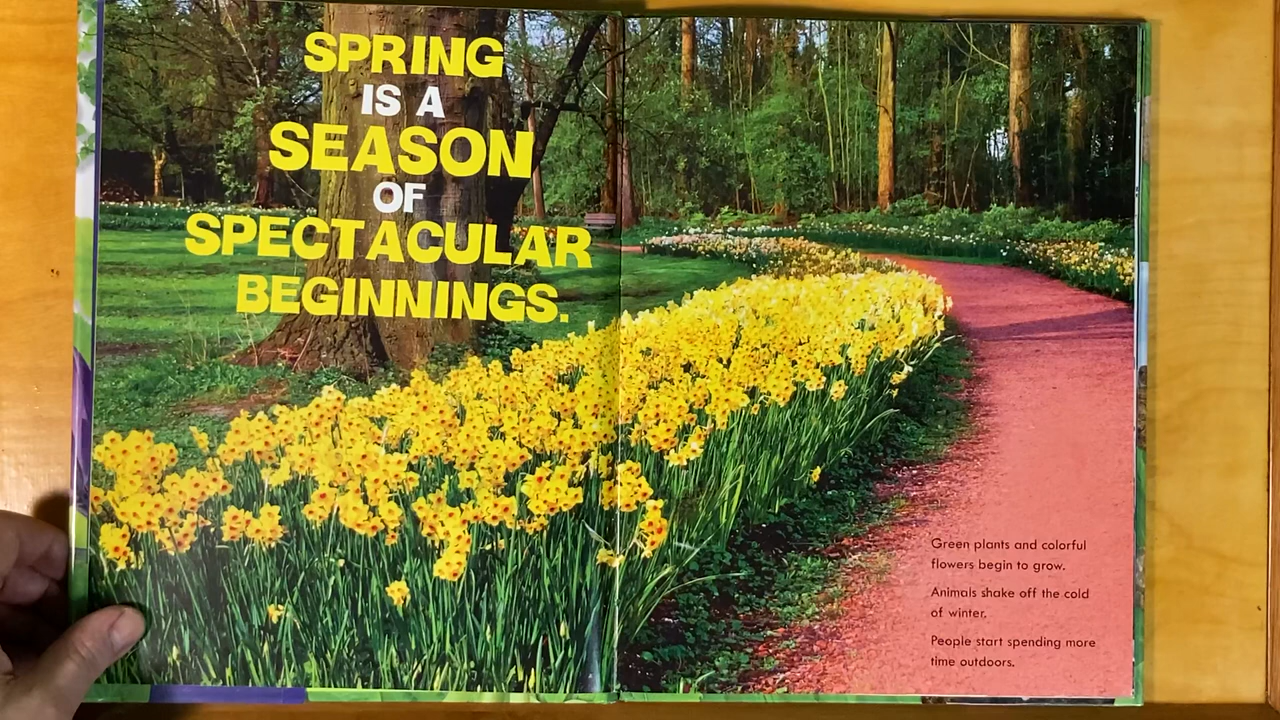 SPRING
IS A
SEASON
OF
SPECTACULAR
BEGINNINGS.
Green plants and colorful
flowers begin to grow.
Animals shake off the cold
of winter.
People start spending more
time outdoors.